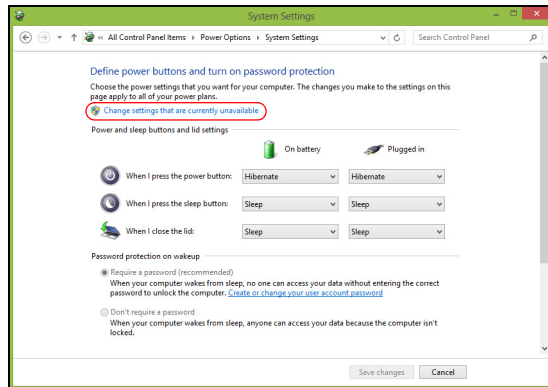 System Settings
« All Control Panel Items › Power Options › System Settings
Search Control Panel
Define power buttons and turn on password protection
Choose the power settings that you want for your computer. The changes you make to the settings on this
page apply to all of your power plans.
Change settings that are currently unavailable
Power and sleep buttons and lid settings
On battery Plugged in
When I press the power button: Hibernate Hibernate
When I press the sleep button: Sleep Sleep
When I close the lid: Sleep Sleep
Password protection on wakeup
Require a password (recommended)
When your computer wakes from sleep, no one can access your data without entering the correct
password to unlock the computer. Create or change your user account password
Don't require a password
When your computer wakes from sleep, anyone can access your data because the computer isn't
locked.
Save changes Cancel